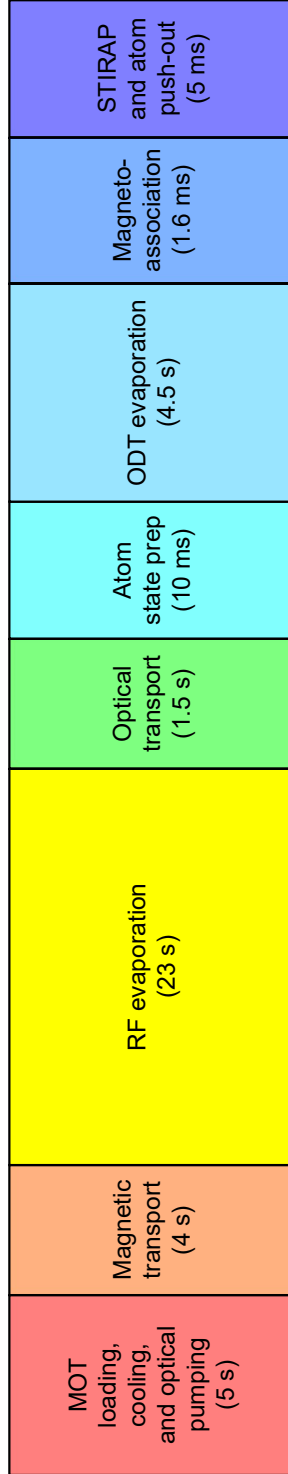 MOT
loading,
cooling,
and optical
pumping
(5 s)
Magnetic
transport
(4 s)
RF evaporation
(23 s)
Optical
transport
(1.5 s)
Atom
state prep
(10 ms)
ODT evaporation
(4.5 s)
Magneto-
association
(1.6 ms)
STIRAP
and atom
push-out
(5 ms)